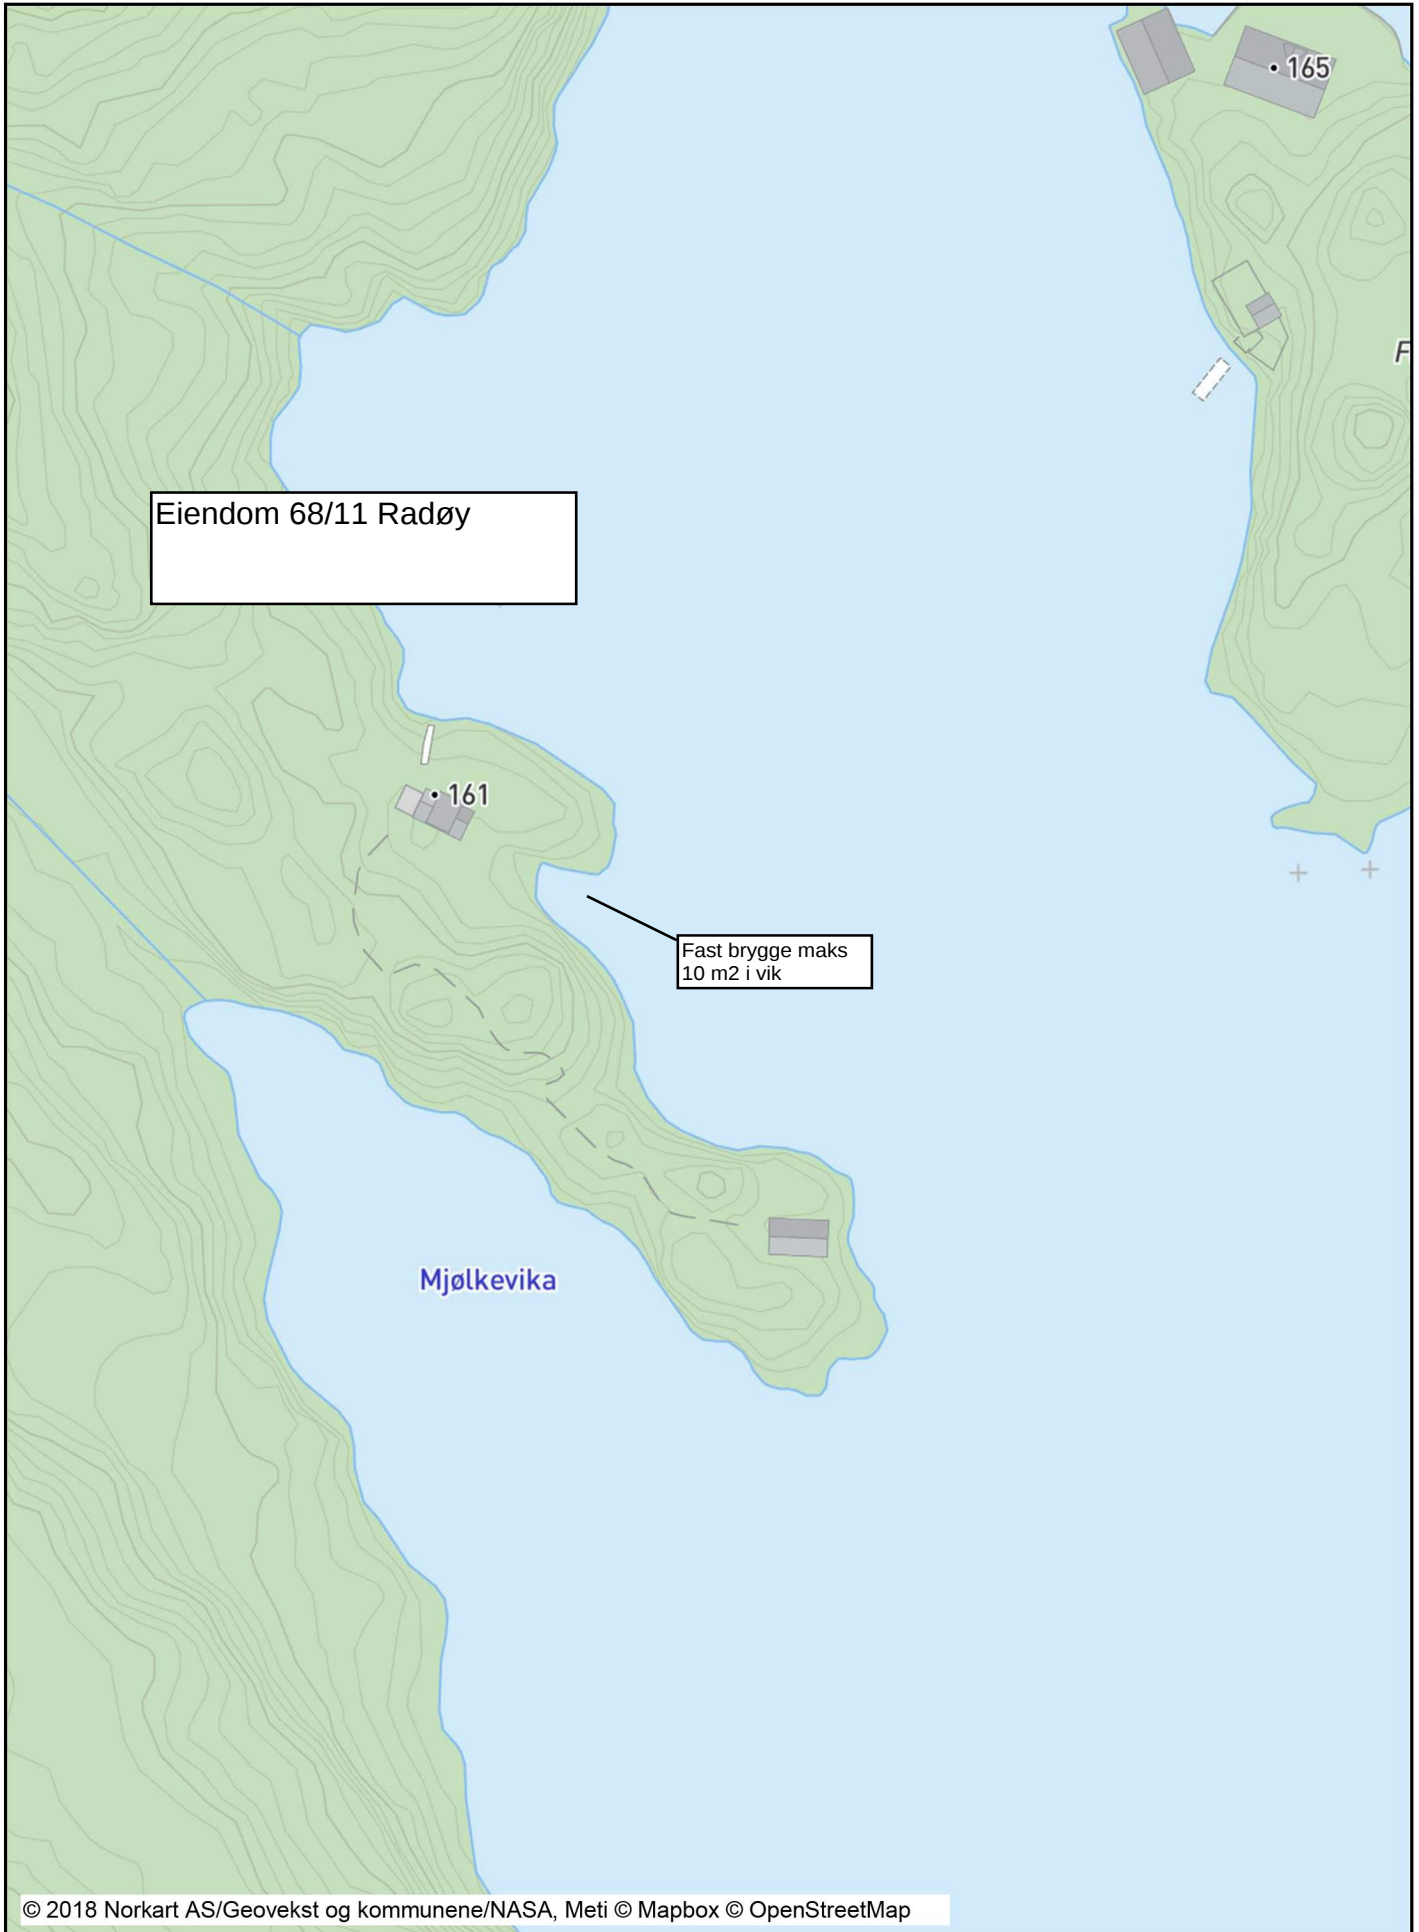 165
F
Eiendom 68/11 Radøy
161
Fast brygge maks
10 m2 i vik
Mjølkevika
© 2018 Norkart AS/Geovekst og kommunene/NASA, Meti © Mapbox © OpenStreetMap